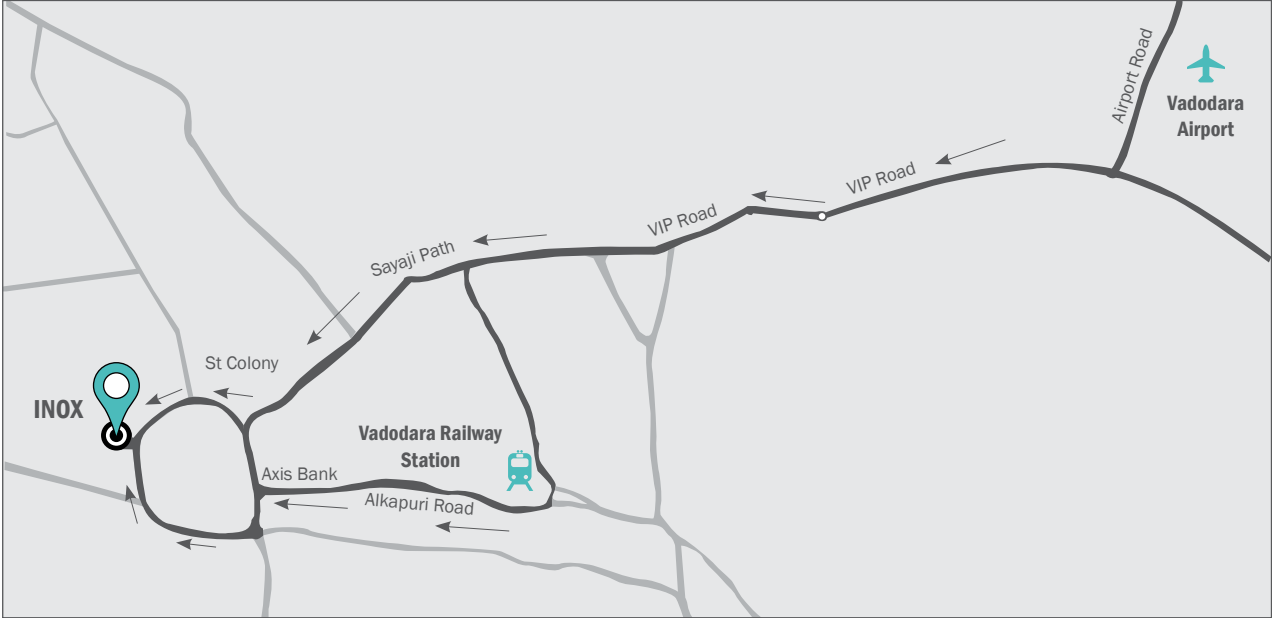 Airport Road
Vadodara
Airport
VIP Road
VIP Road
Sayaji Path
St Colony
INOX
Vadodara Railway
Station
Axis Bank
Alkapuri Road